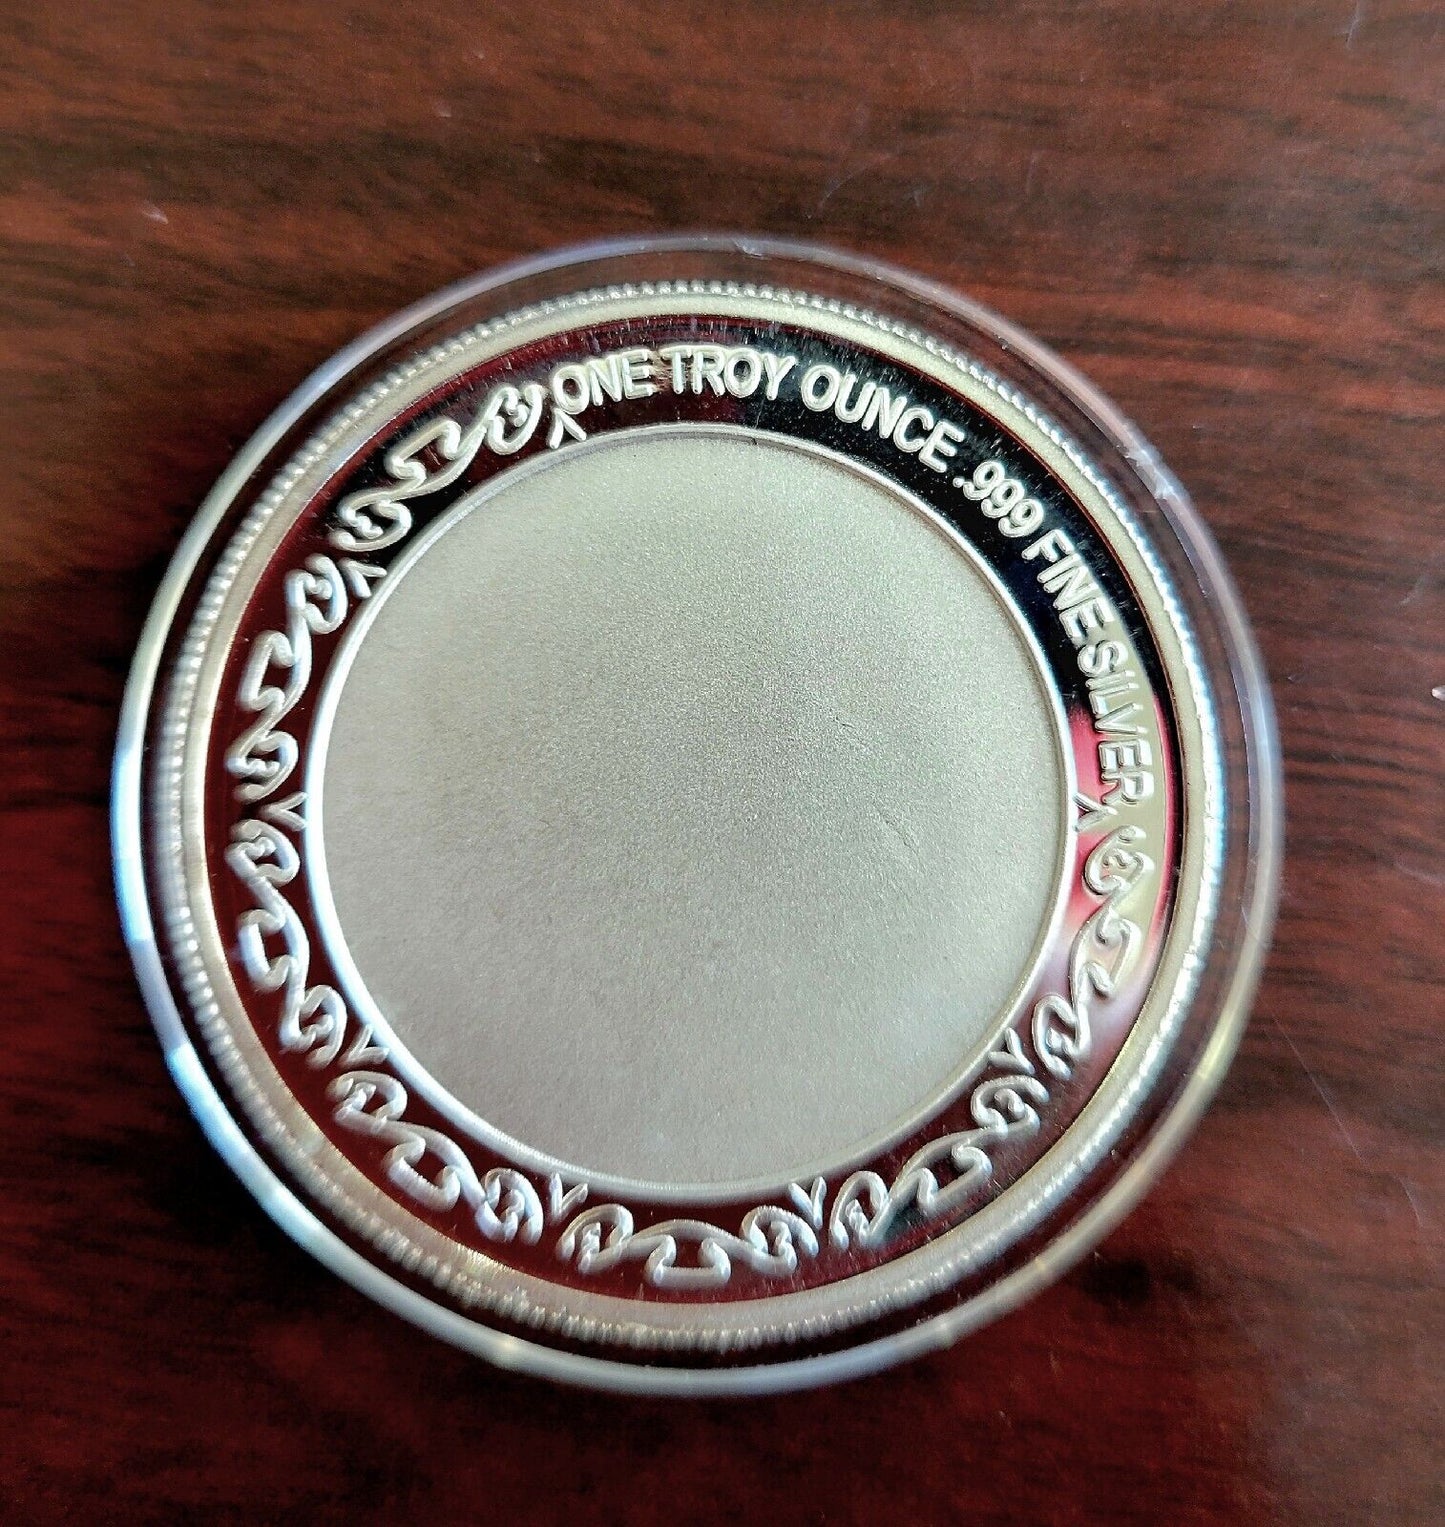 ONE TROY OUNCE .999 FINE SILVER